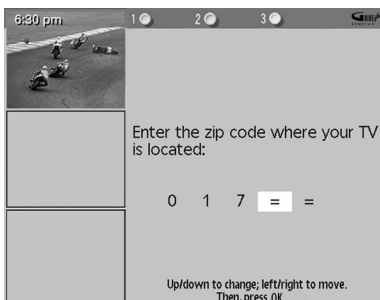 6:30 pm 1 2 3
Enter the zip code where your TV
is located:
0 1 7 = =
Up/down to change; left/right to move.
Then, press OK